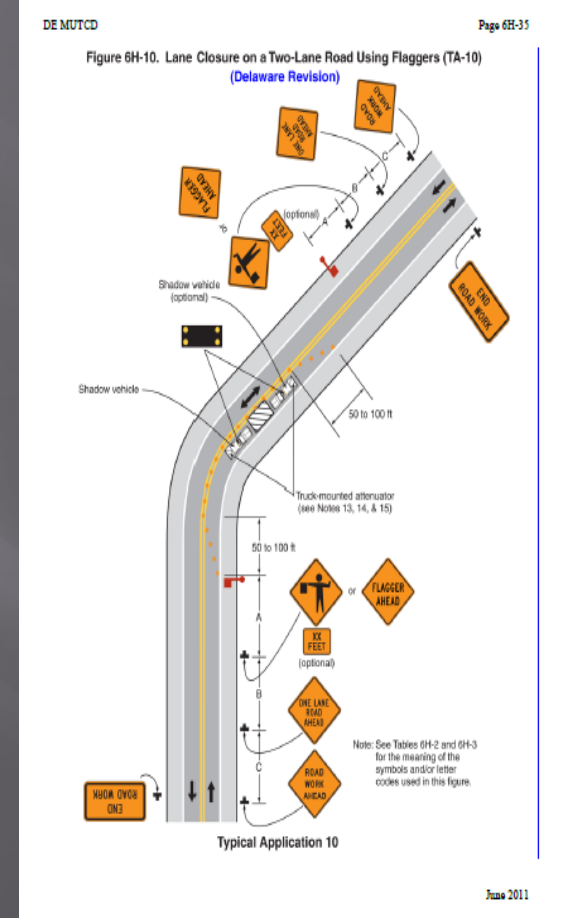 DE MUTCD
Page 6H-35
Figure 6H-10. Lane Closure on a Two-Lane Road Using Flaggers (TA-10)
(Delaware Revision)
ROAD
WORK
AHEAD
ONE LANE
ROAD
AHEAD
FLAGGER
AHEAD
or
XX
FEET
(optional)
A
B
C
END
ROAD WORK
Shadow vehicle
(optional)
Shadow vehicle
50 to 100 ft
Truck-mounted attenuator
(see Notes 13, 14, & 15)
50 to 100 ft
A
or
FLAGGER
AHEAD
XX
FEET
(optional)
B
ONE LANE
ROAD
AHEAD
Note: See Tables 6H-2 and 6H-3
for the meaning of the
symbols and/or letter
codes used in this figure.
C
ROAD
WORK
AHEAD
END
ROAD WORK
Typical Application 10
June 2011